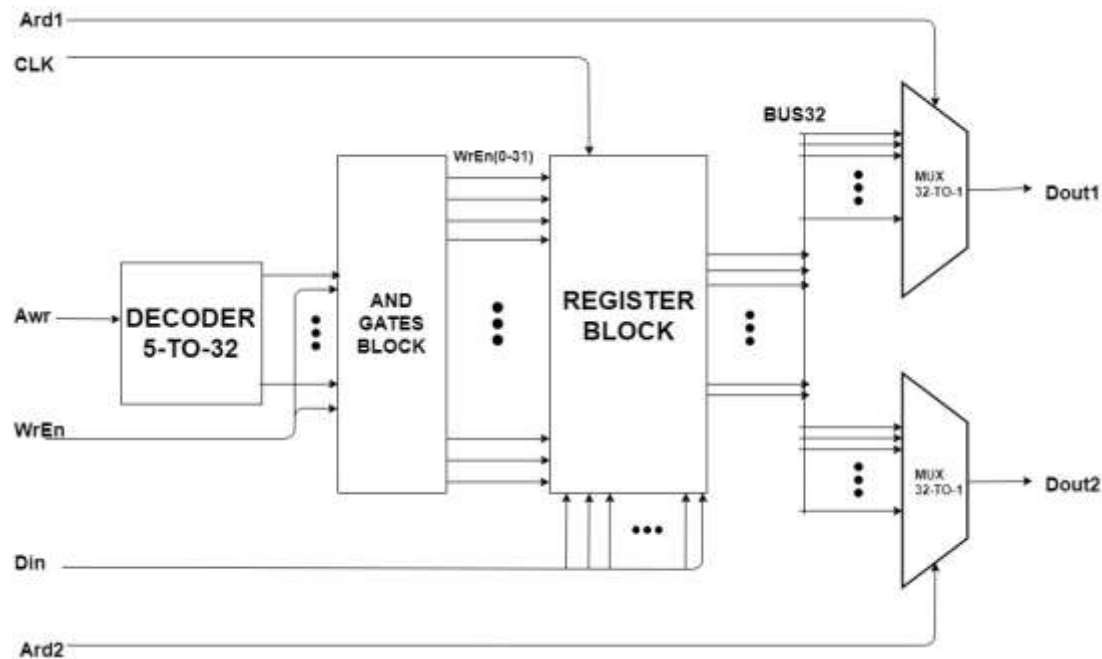 Ard1
CLK
BUS32
WrEn(0-31)
MUX
32-TO-1
Dout1
REGISTER
BLOCK
AND
GATES
BLOCK
Awr
DECODER
5-TO-32
WrEn
MUX
32-TO-1
Dout2
Din
Ard2